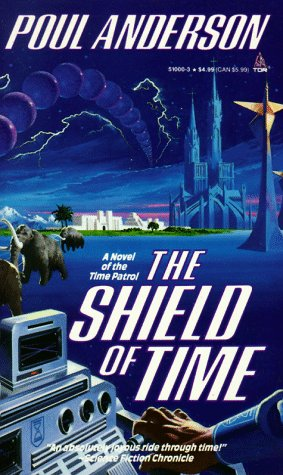 POUL ANDERSON
51000-3 ★ $4.99 (CAN $5.99)
TOR
A Novel
of the
Time Patrol
THE
SHIELD
OF TIME
"An absolutely joyous ride through time!"
—Science Fiction Chronicle